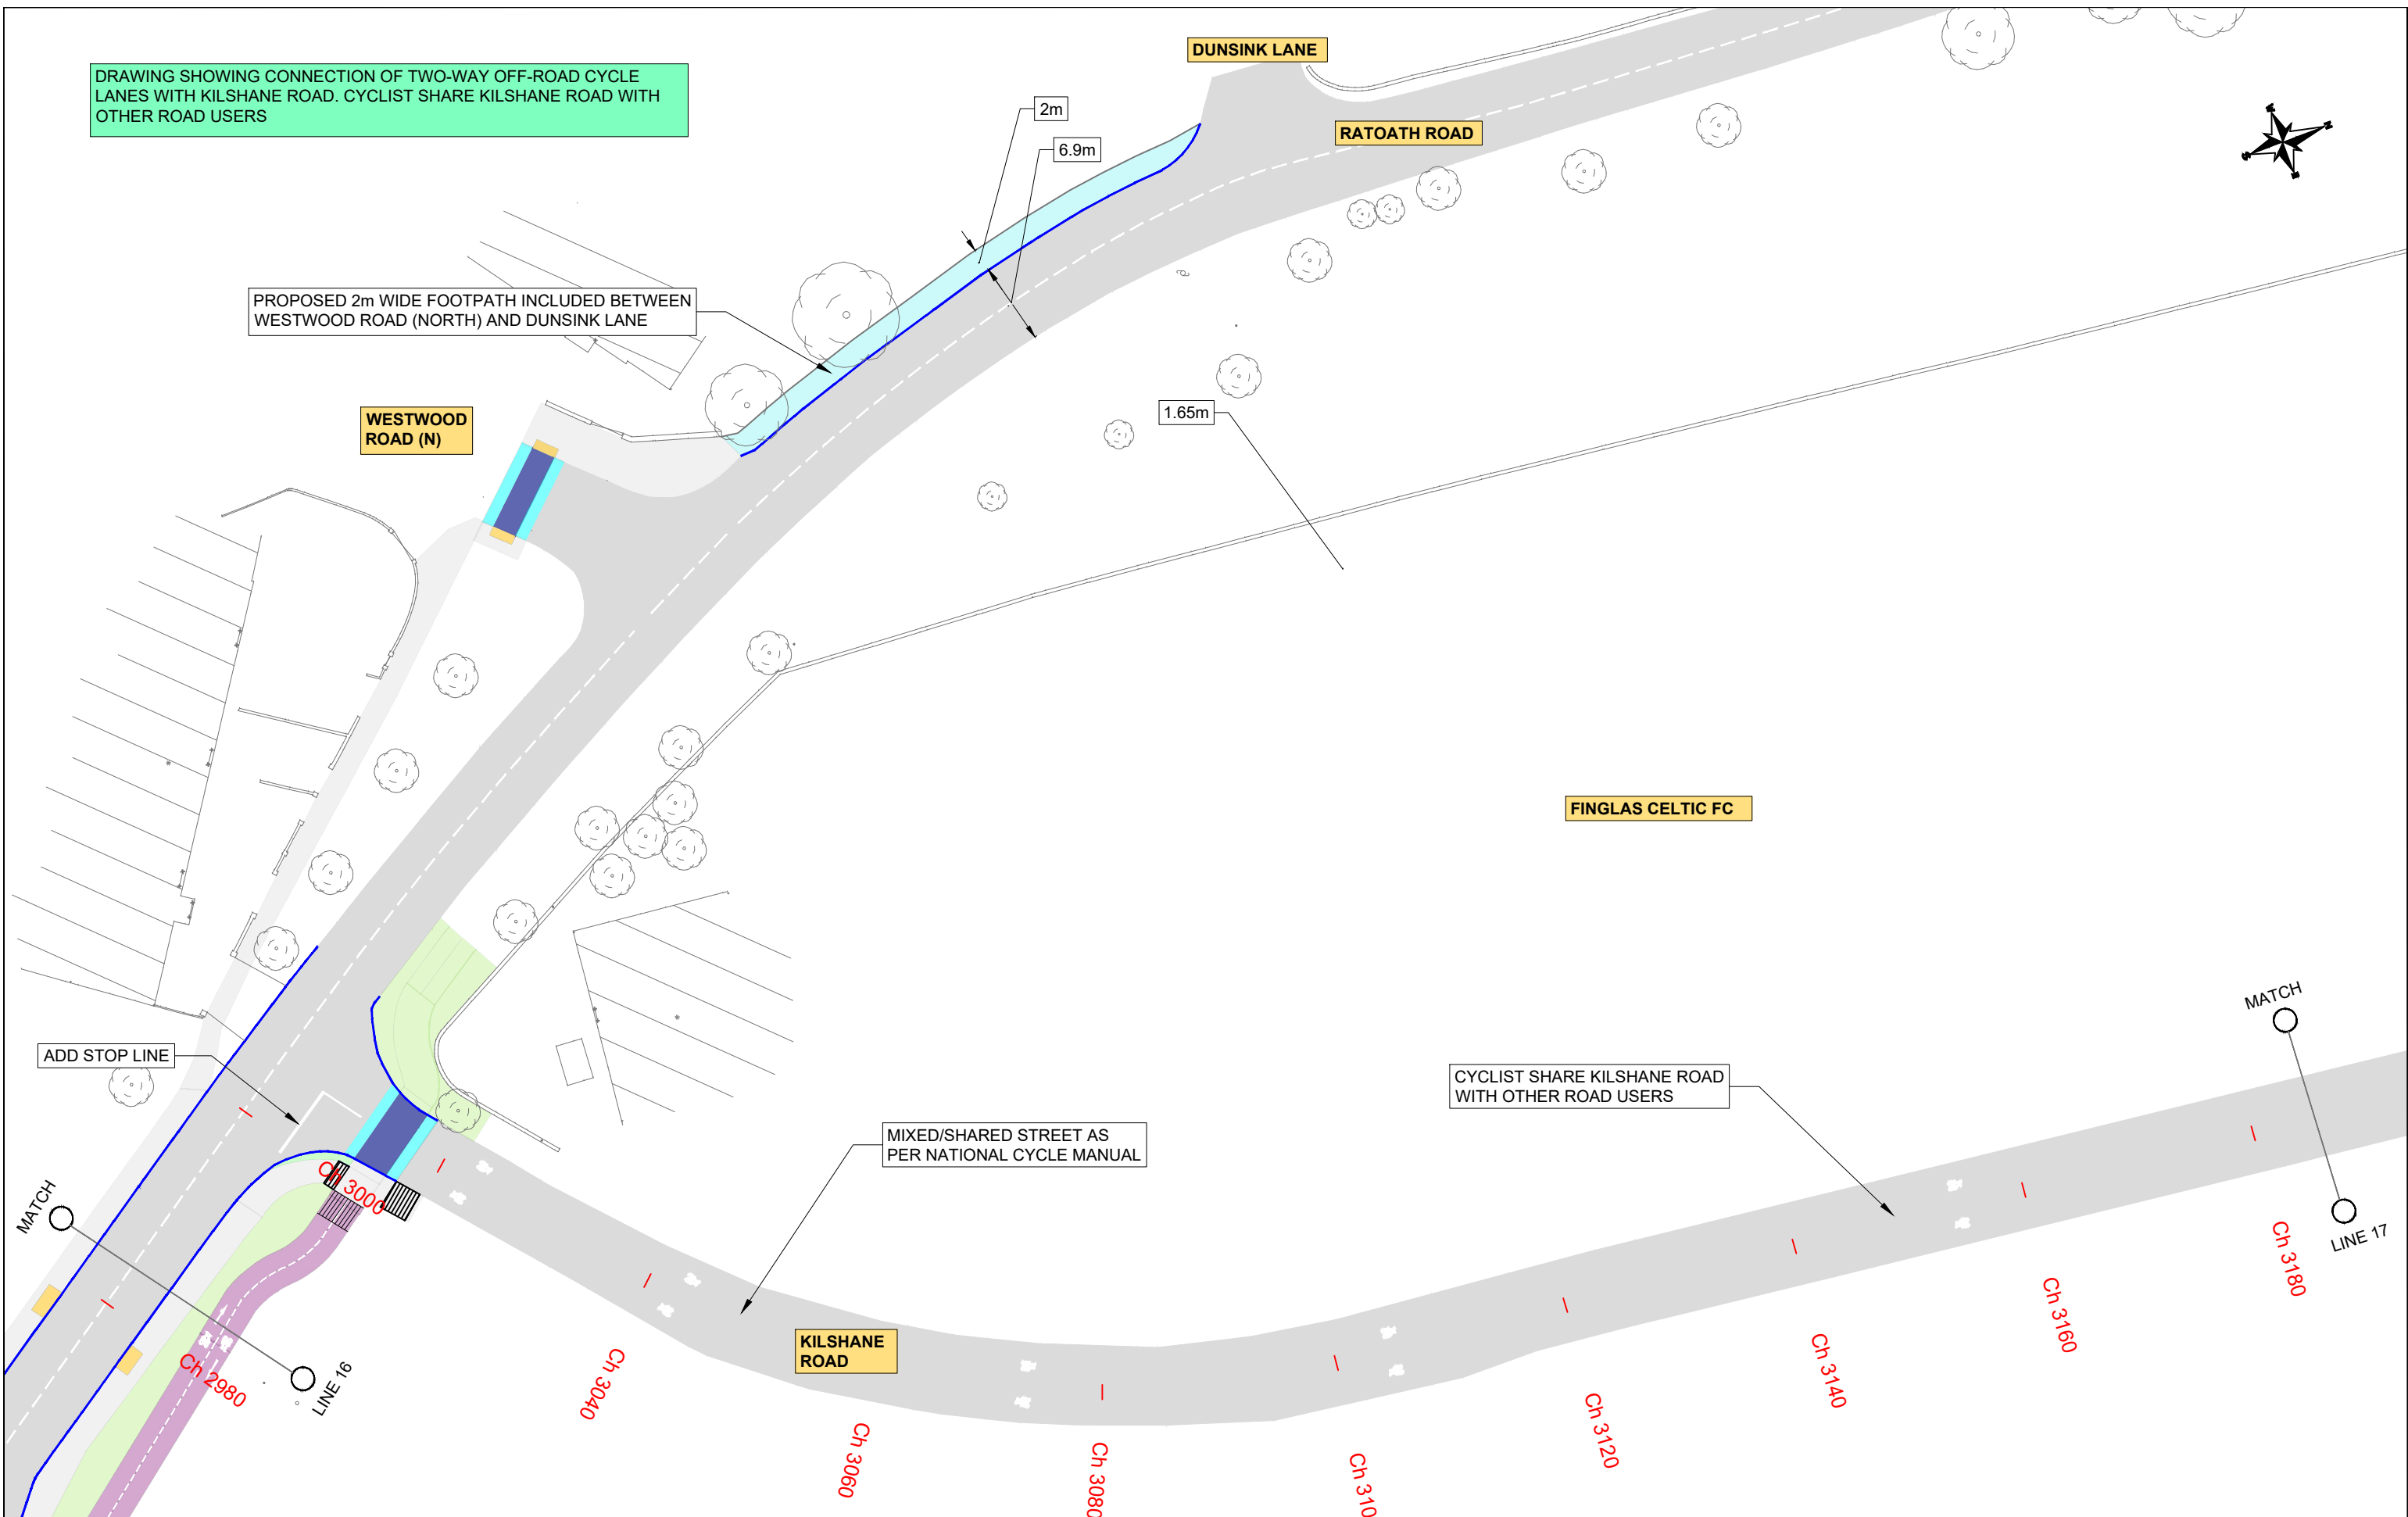 DUNSINK LANE
DRAWING SHOWING CONNECTION OF TWO-WAY OFF-ROAD CYCLE
LANES WITH KILSHANE ROAD. CYCLIST SHARE KILSHANE ROAD WITH
OTHER ROAD USERS
2m
RATOATH ROAD
6.9m
PROPOSED 2m WIDE FOOTPATH INCLUDED BETWEEN
WESTWOOD ROAD (NORTH) AND DUNSINK LANE
WESTWOOD
ROAD (N)
1.65m
FINGLAS CELTIC FC
MATCH
ADD STOP LINE
CYCLIST SHARE KILSHANE ROAD
WITH OTHER ROAD USERS
MIXED/SHARED STREET AS
PER NATIONAL CYCLE MANUAL
Ch 3000
MATCH
LINE 17
Ch 3180
Ch 3160
KILSHANE
ROAD
Ch 2980
LINE 16
Ch 3040
Ch 3140
Ch 3120
Ch 3060
Ch 3080
Ch 310